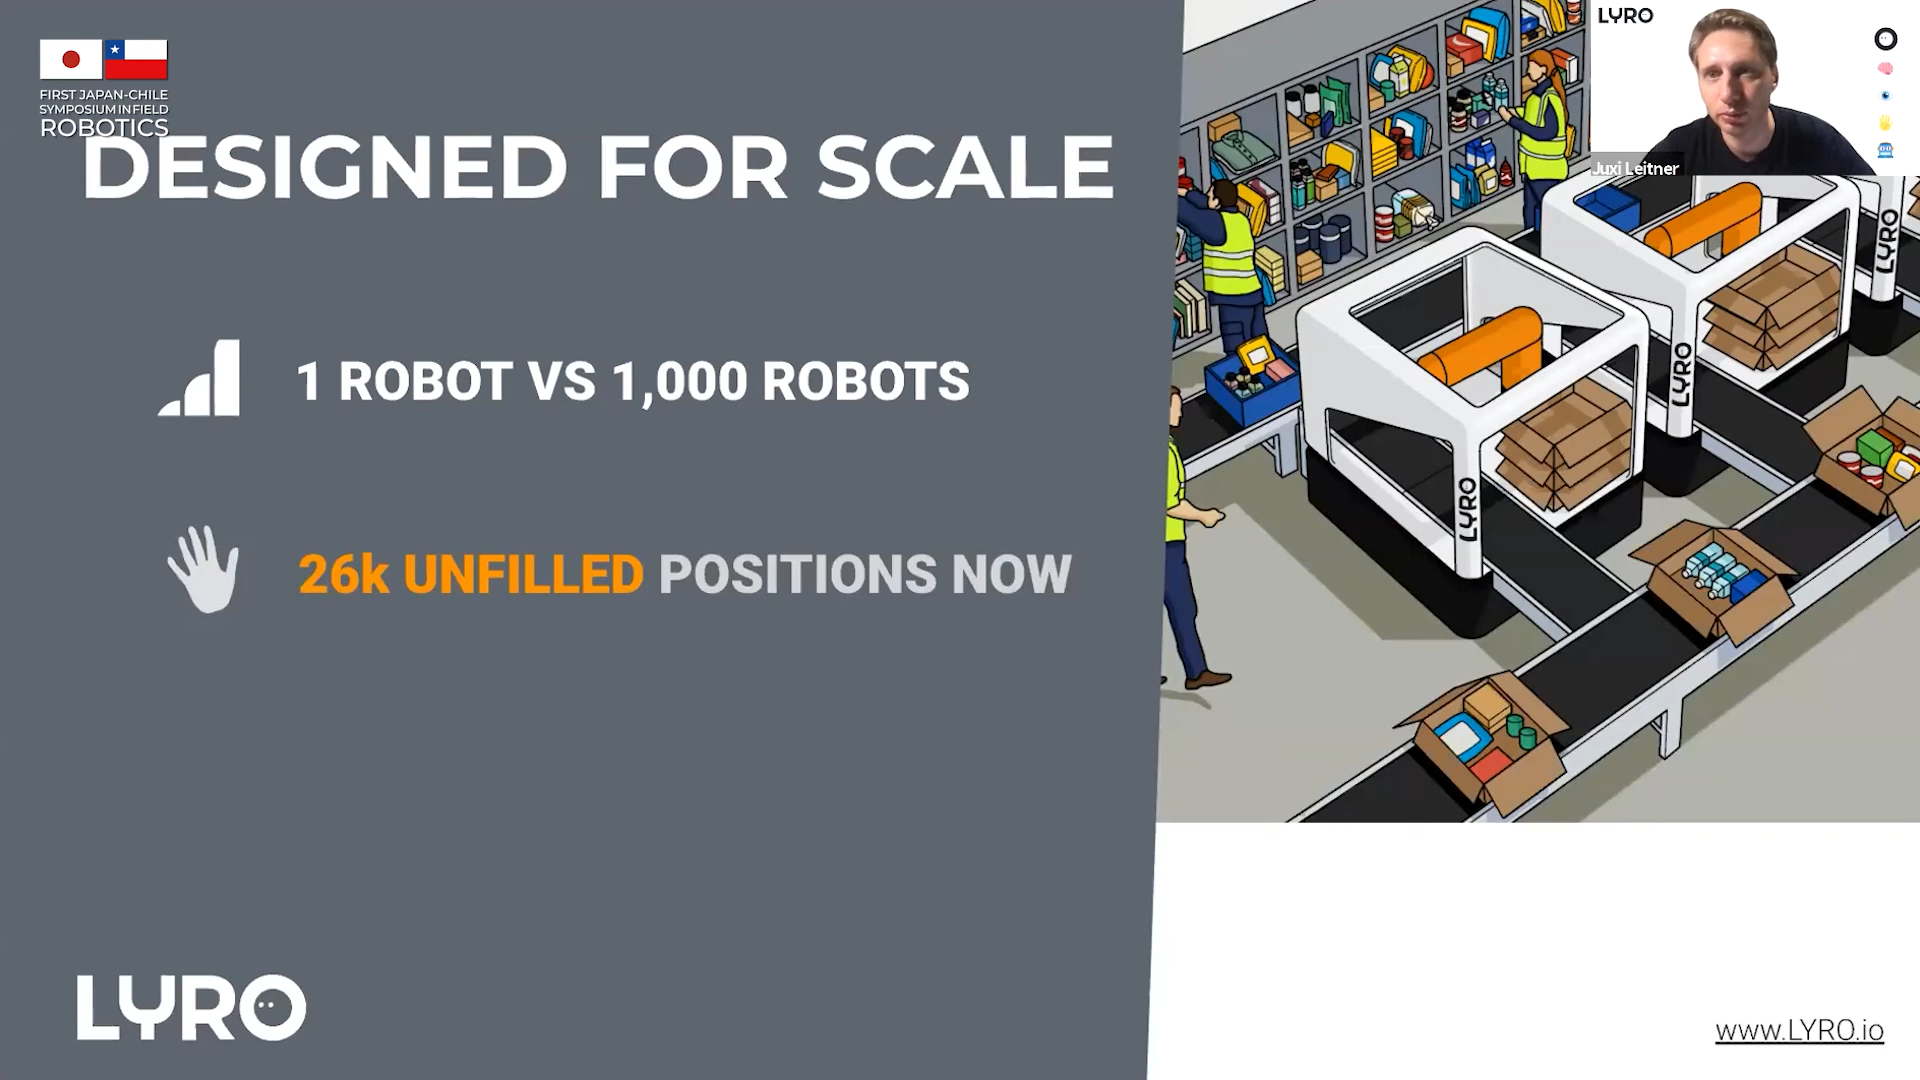 FIRST JAPAN-CHILE
SYMPOSIUM IN FIELD
ROBOTICS
DESIGNED FOR SCALE
1 ROBOT VS 1,000 ROBOTS
26k UNFILLED POSITIONS NOW
LYRO
LYRO
Juxi Leitner
LYRO
LYRO
LYRO
www.LYRO.io